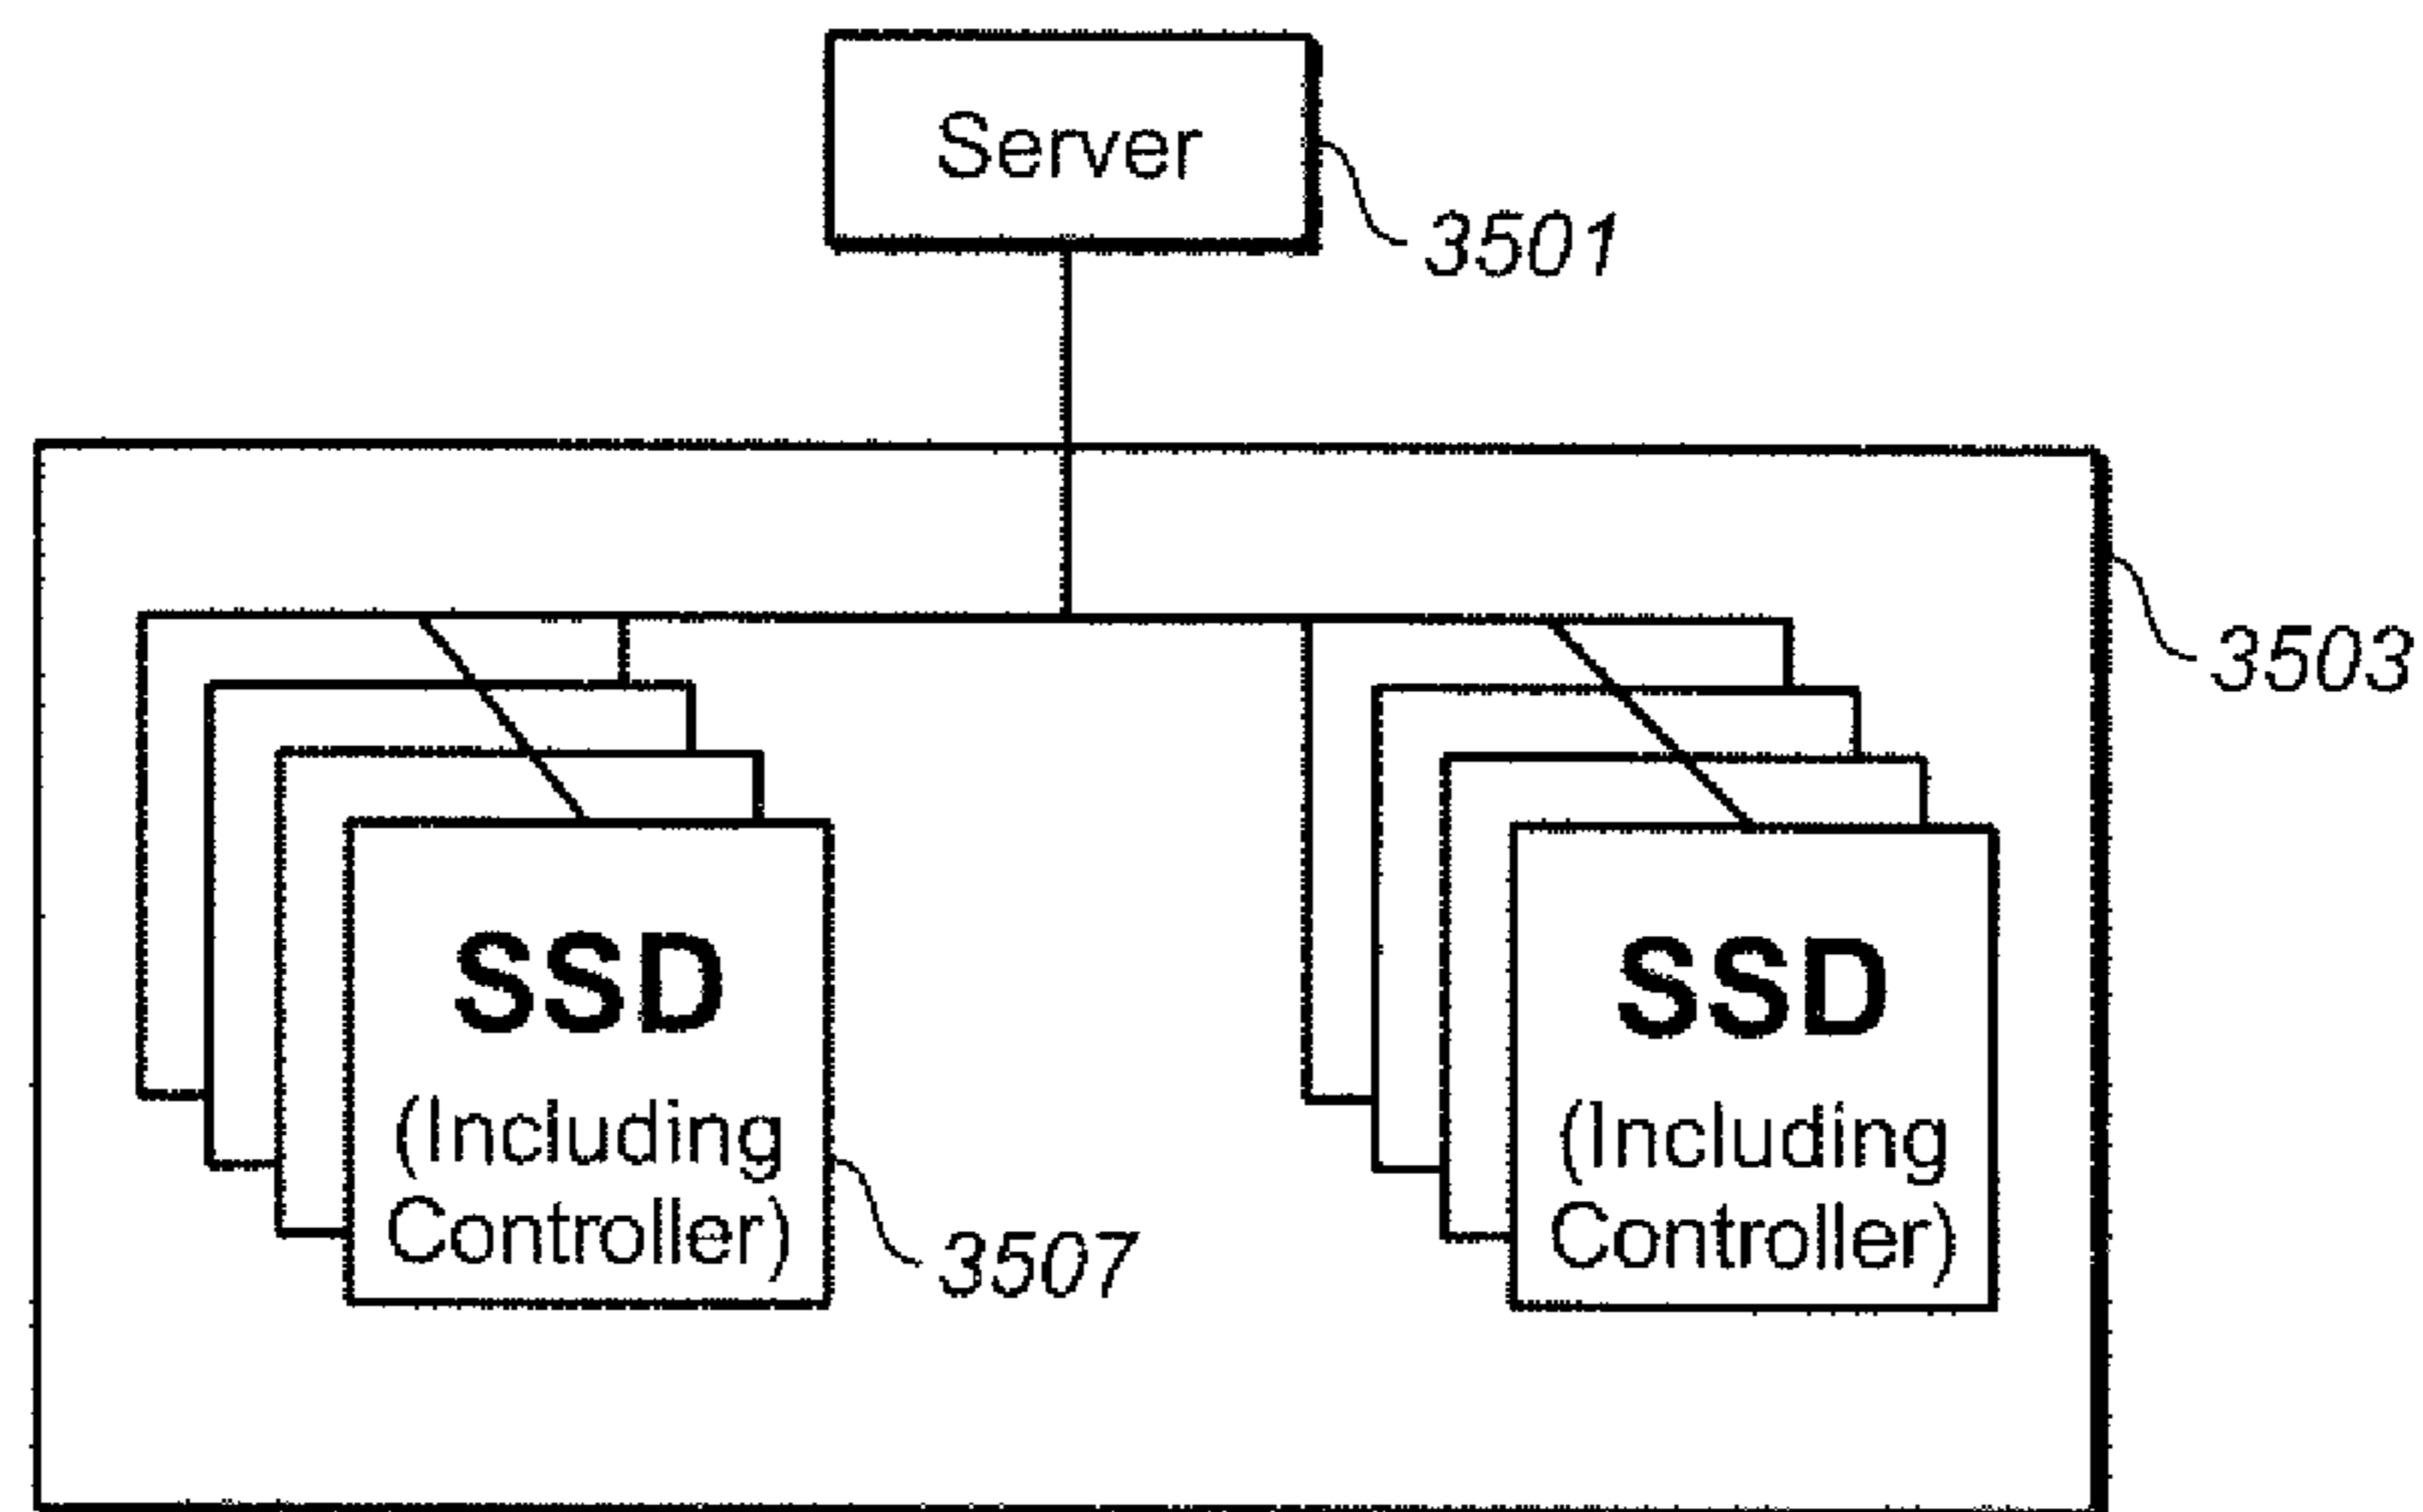 Server
3501
3503
SSD
(Including
Controller)
3507
SSD
(Including
Controller)